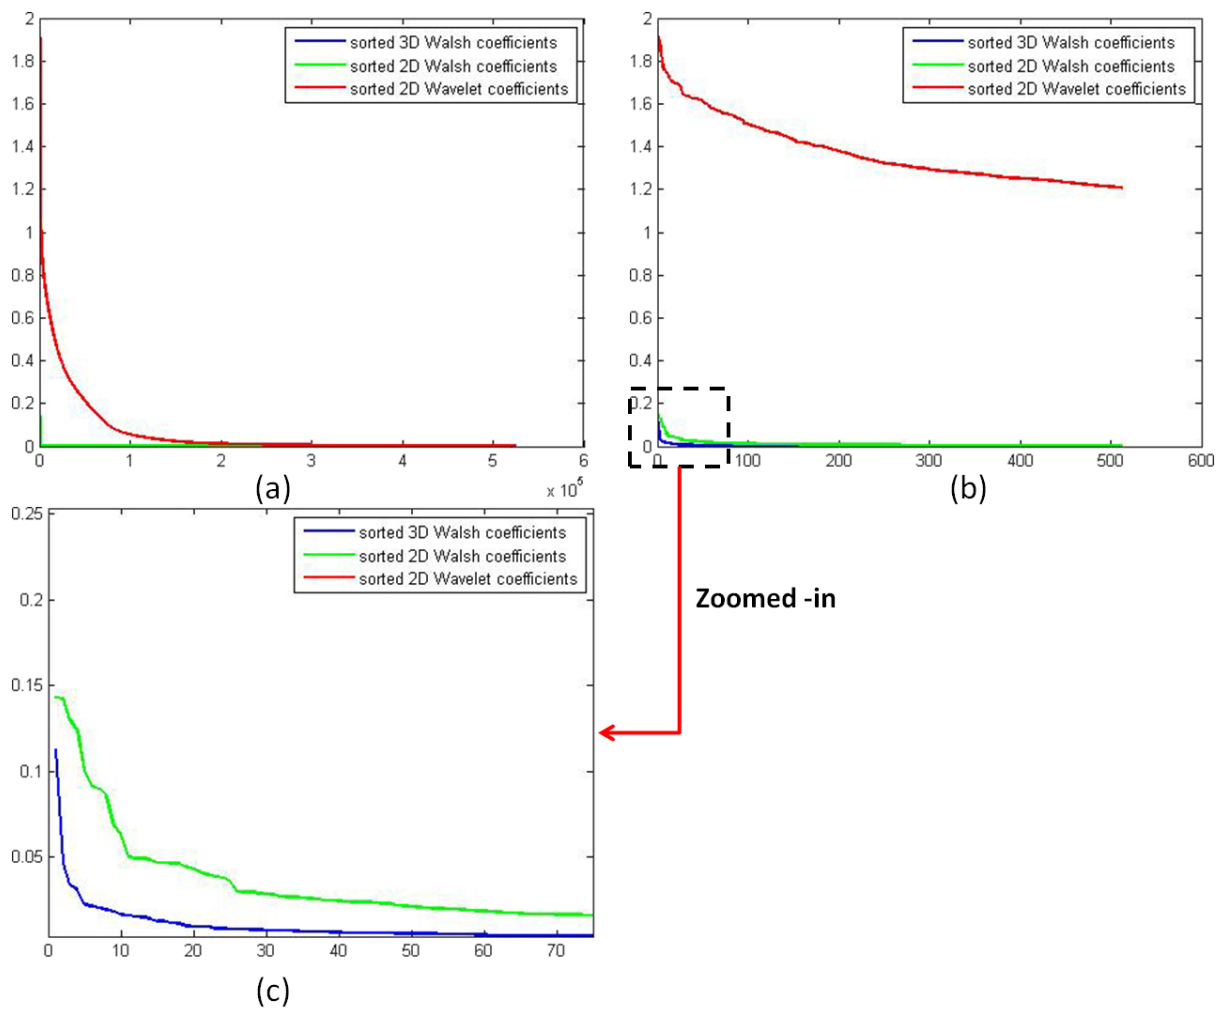 2
1.8
1.6
1.4
1.2
1
0.8
0.6
0.4
0.2
0
0 1 2 3 4 5 6
x 10^5
sorted 3D Walsh coefficients
sorted 2D Walsh coefficients
sorted 2D Wavelet coefficients
(a)
2
1.8
1.6
1.4
1.2
1
0.8
0.6
0.4
0.2
0
0 100 200 300 400 500 600
sorted 3D Walsh coefficients
sorted 2D Walsh coefficients
sorted 2D Wavelet coefficients
(b)
0.25
0.2
0.15
0.1
0.05
0 10 20 30 40 50 60 70
sorted 3D Walsh coefficients
sorted 2D Walsh coefficients
sorted 2D Wavelet coefficients
Zoomed -in
(c)